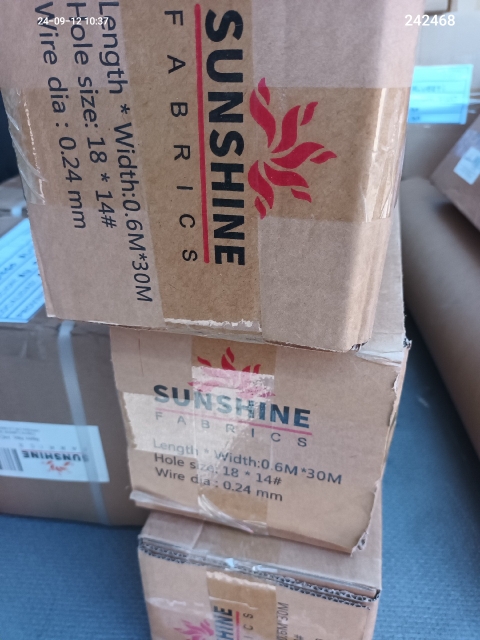 24-09-12 10:37
242468
SUNSHINE
FABRICS
Length * Width:0.6M*30M
Hole size: 18 * 14#
Wire dia : 0.24 mm
SUNSHINE
FABRICS
Length * Width:0.6M*30M
Hole size: 18 * 14#
Wire dia : 0.24 mm
SUNSHINE
SUNSHINE